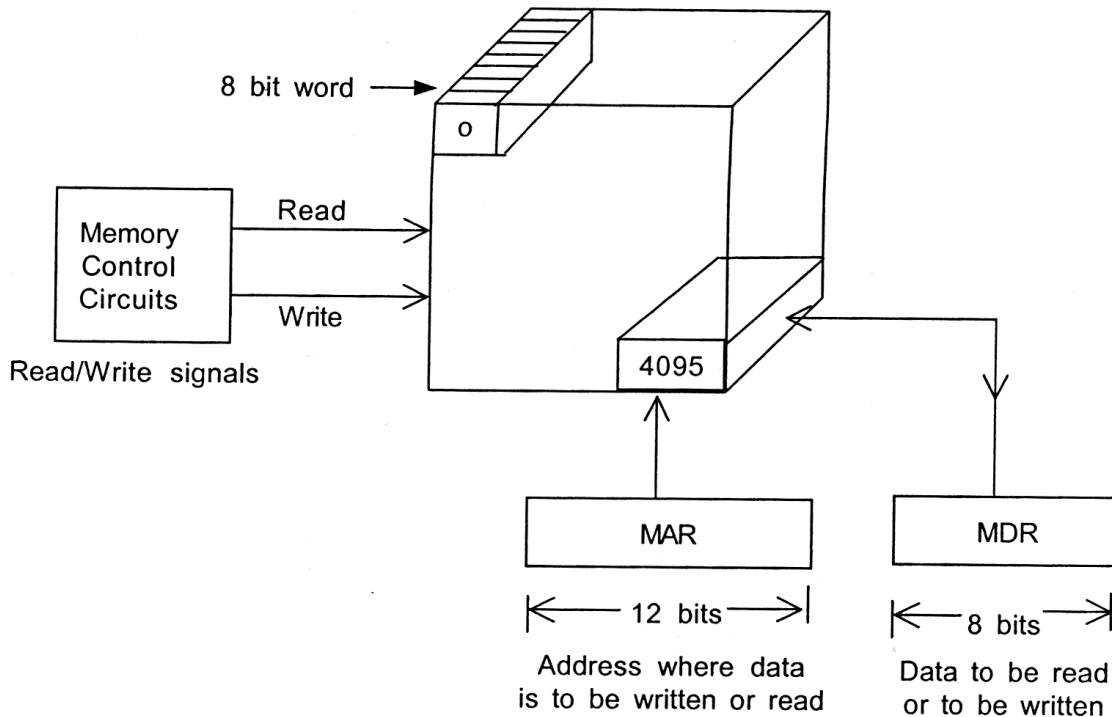 8 bit word
o
Memory
Control
Circuits
Read
Write
Read/Write signals
4095
MAR
MDR
12 bits
8 bits
Address where data
is to be written or read
Data to be read
or to be written